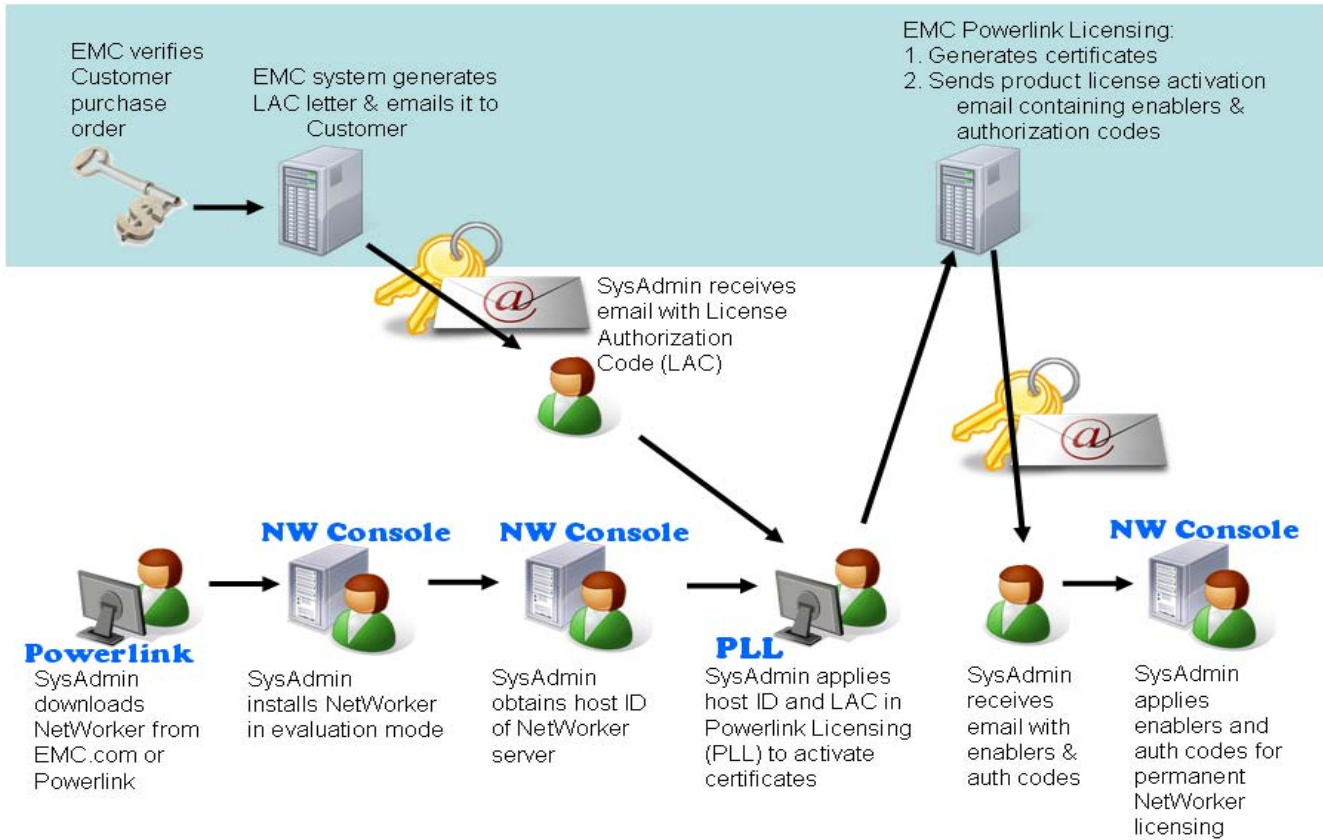 EMC verifies
Customer
purchase
order
EMC system generates
LAC letter & emails it to
Customer
EMC Powerlink Licensing:
1. Generates certificates
2. Sends product license activation
email containing enablers &
authorization codes
$
@
SysAdmin receives
email with License
Authorization
Code (LAC)
@
Powerlink
SysAdmin
downloads
NetWorker from
EMC.com or
Powerlink
NW Console
SysAdmin
installs NetWorker
in evaluation mode
NW Console
SysAdmin
obtains host ID
of NetWorker
server
PLL
SysAdmin applies
host ID and LAC in
Powerlink Licensing
(PLL) to activate
certificates
SysAdmin
receives
email with
enablers &
auth codes
NW Console
SysAdmin
applies
enablers and
auth codes for
permanent
NetWorker
licensing